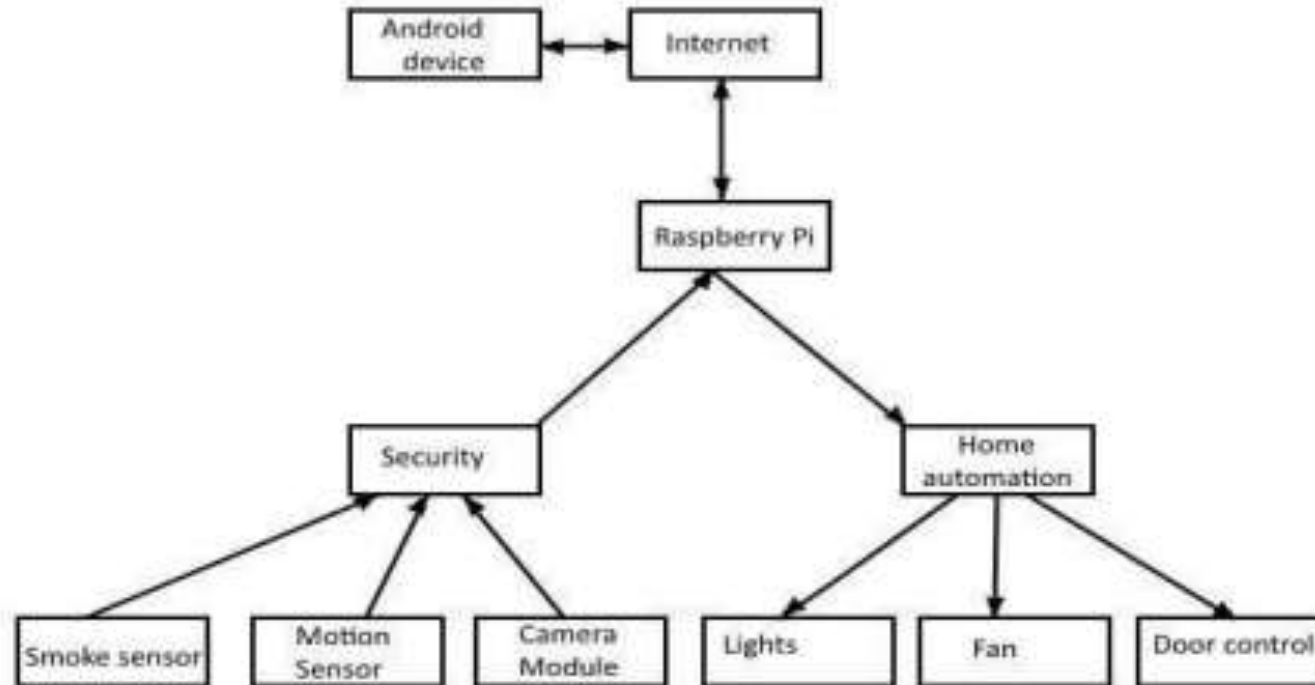 Android
device
Internet
Raspberry Pi
Security
Home
automation
Smoke sensor
Motion
Sensor
Camera
Module
Lights
Fan
Door control